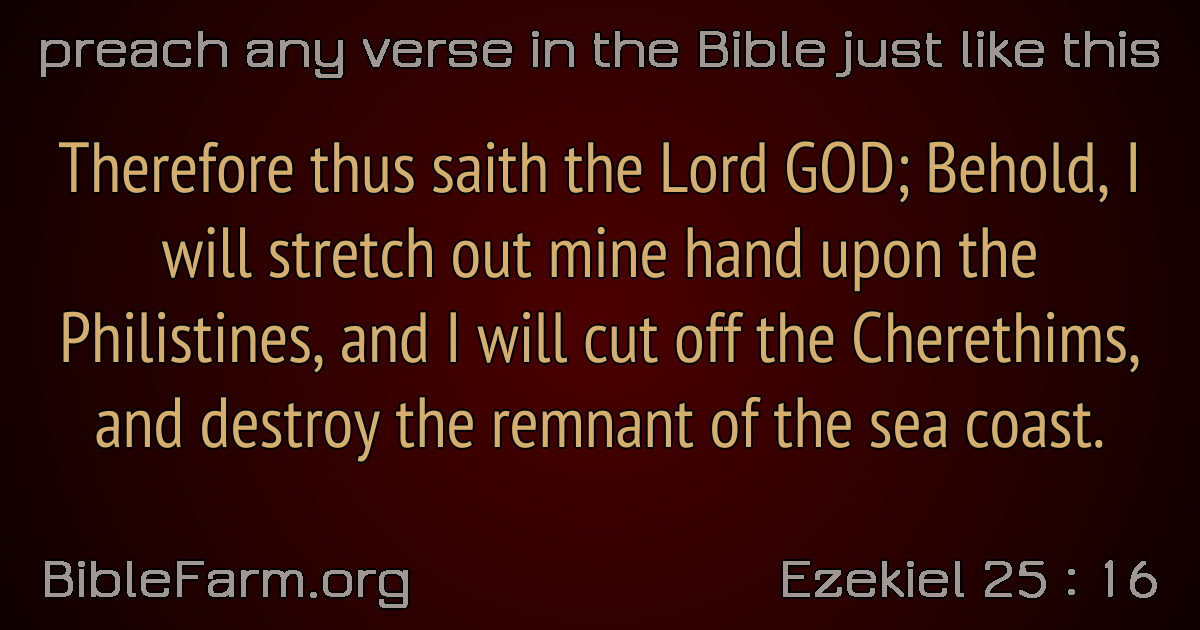 preach any verse in the Bible just like this
Therefore thus saith the Lord GOD; Behold, I
will stretch out mine hand upon the
Philistines, and I will cut off the Cherethims,
and destroy the remnant of the sea coast.
BibleFarm.org
Ezekiel 25 : 16